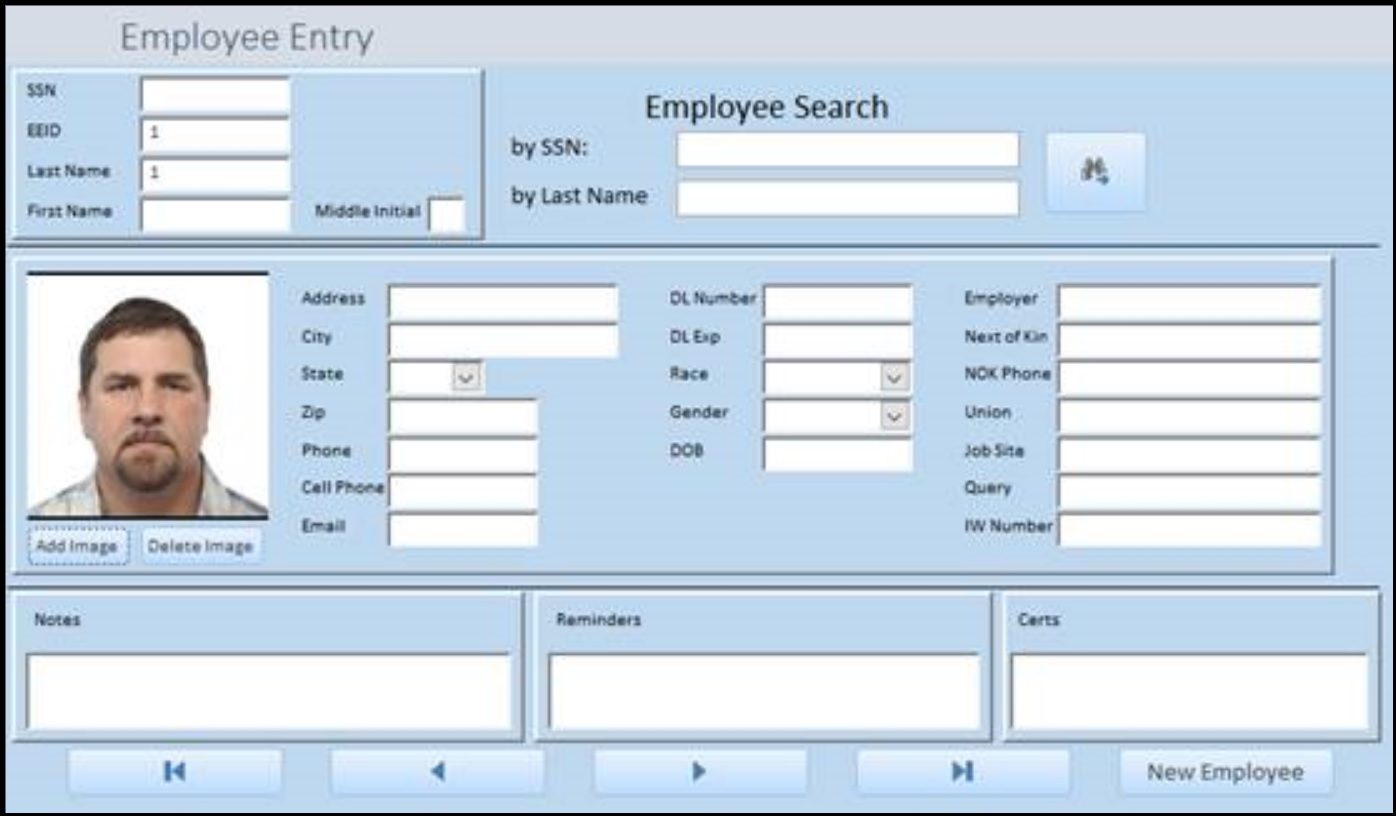 Employee Entry
SSN
EEID 1
Last Name 1
First Name Middle Initial
Employee Search
by SSN:
by Last Name
Address
City
State
Zip
Phone
Cell Phone
Email
DL Number
DL Exp
Race
Gender
DOB
Employer
Next of Kin
NOK Phone
Union
Job Site
Query
IW Number
Add Image Delete Image
Notes
Reminders
Certs
New Employee